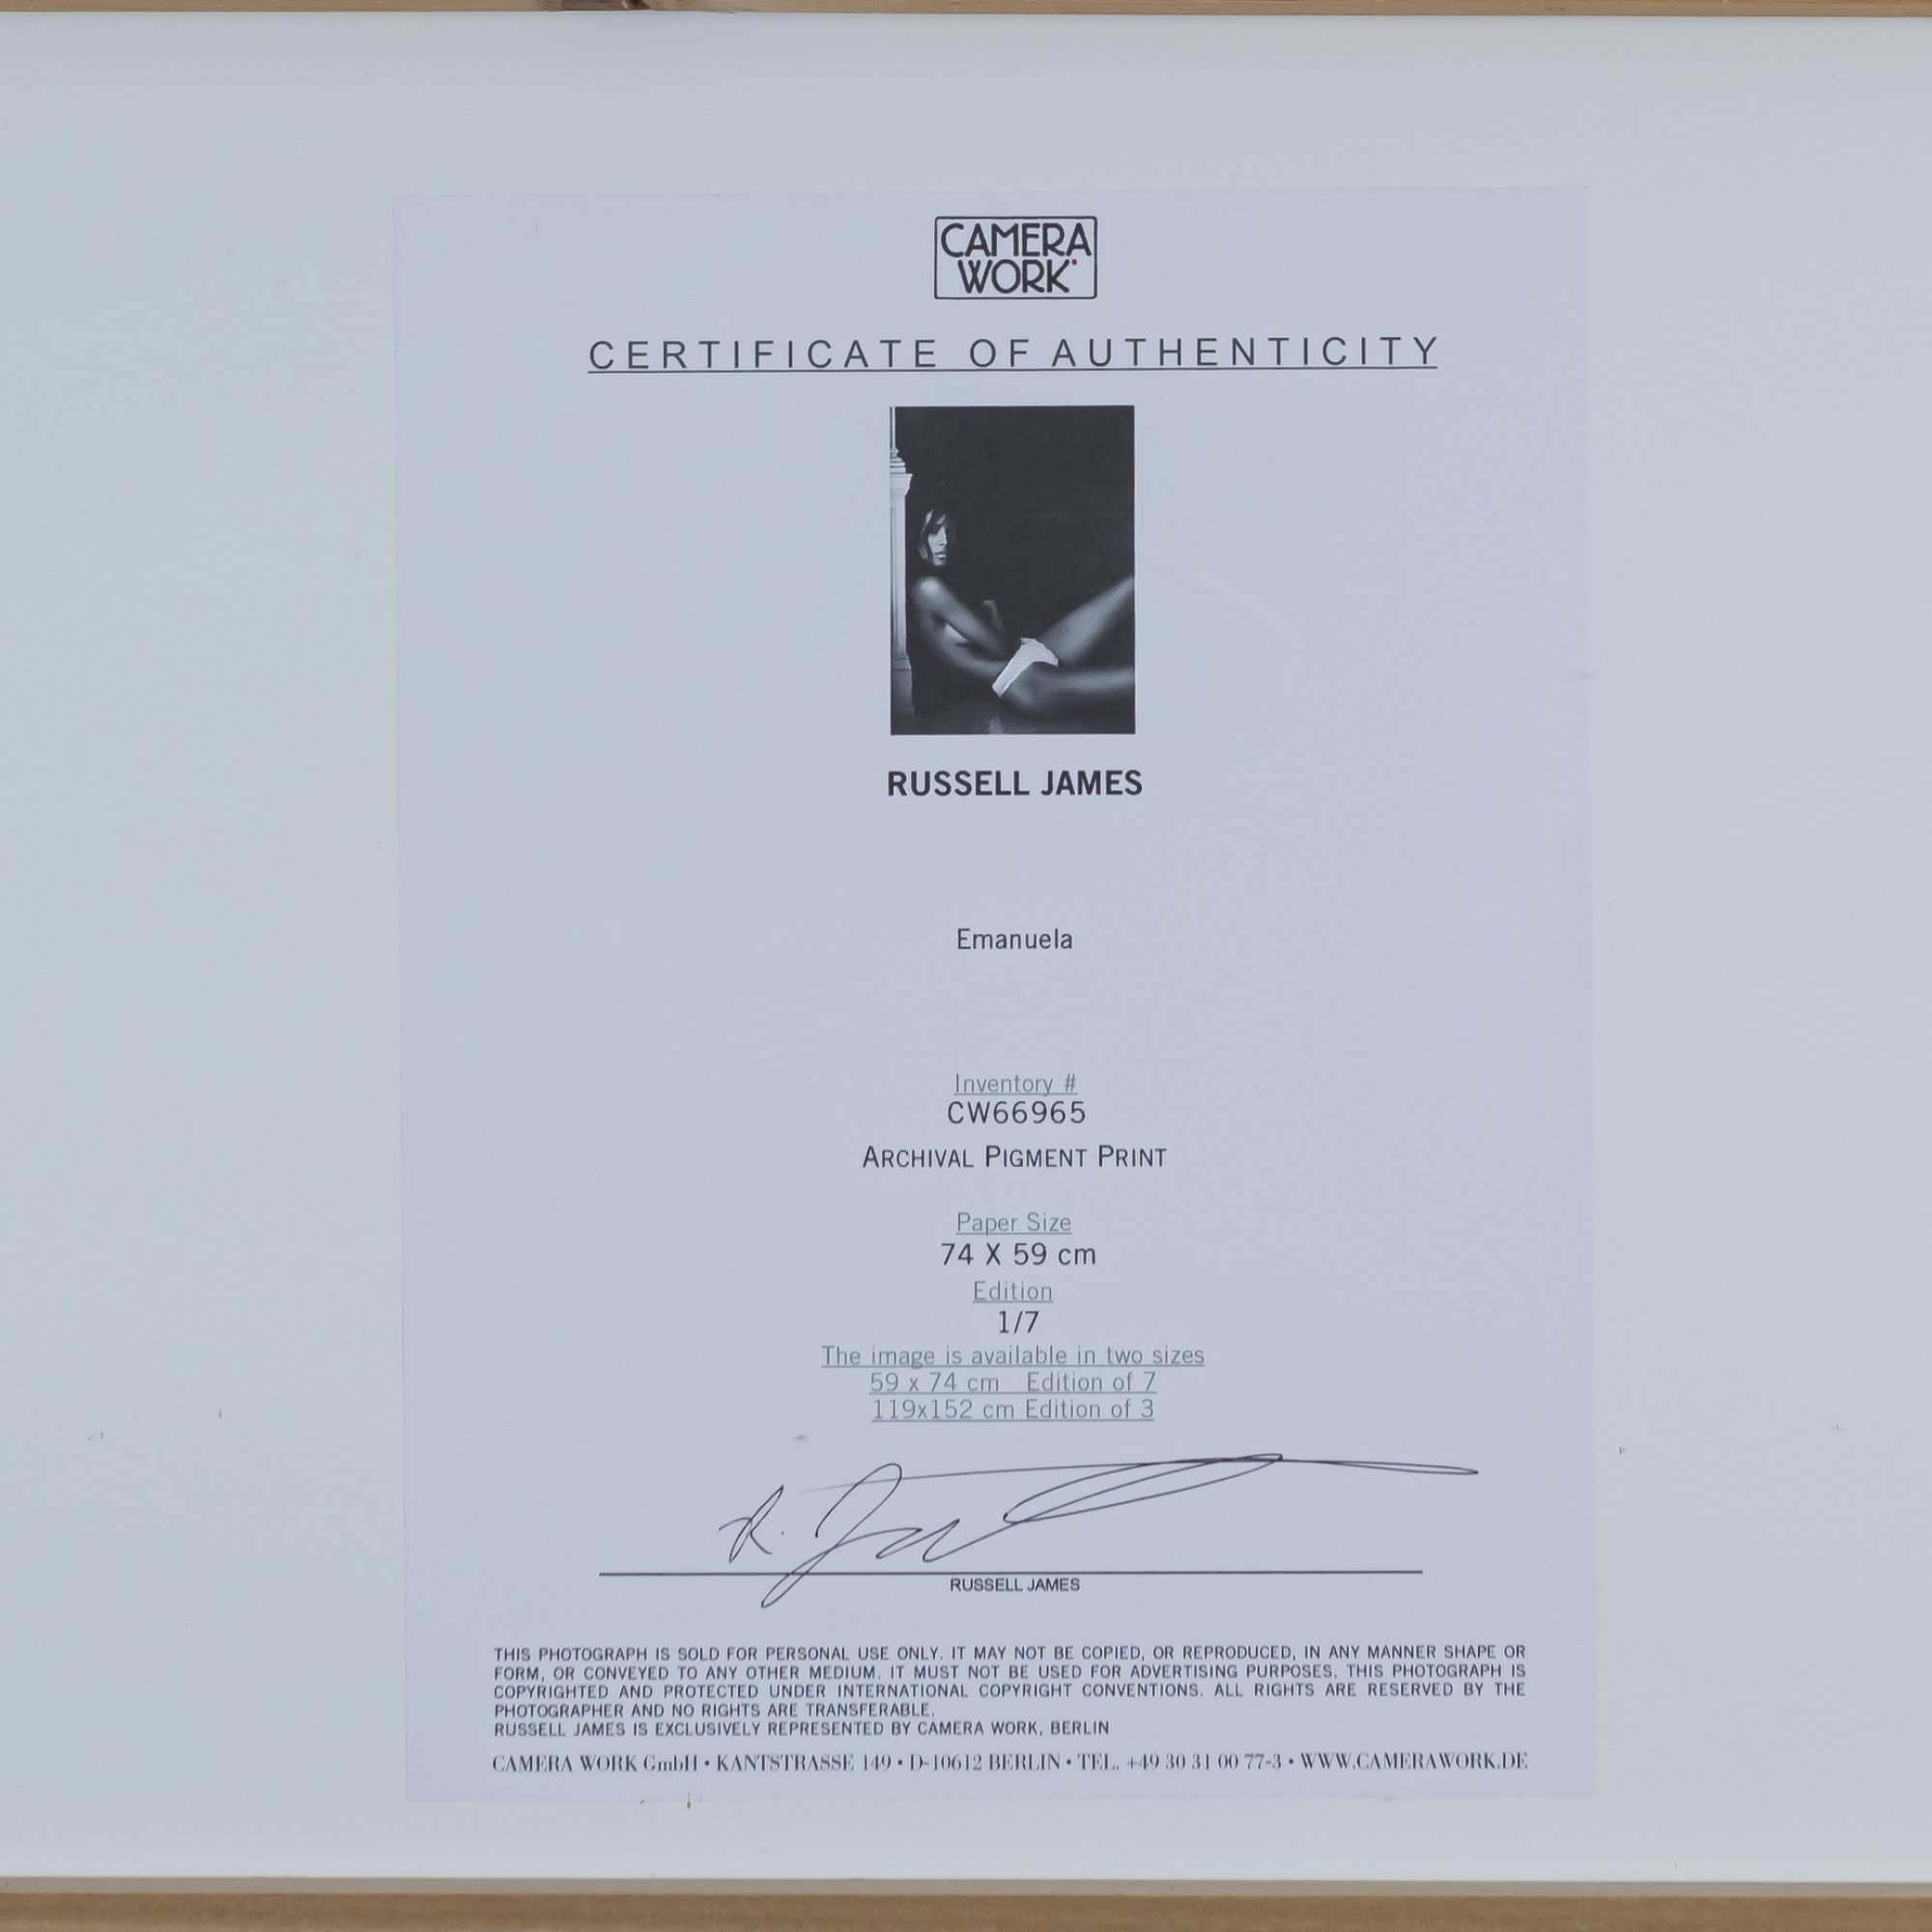 CAMERA
WORK
CERTIFICATE OF AUTHENTICITY
RUSSELL JAMES
Emanuela
Inventory #
CW66965
ARCHIVAL PIGMENT PRINT
Paper Size
74 X 59 cm
Edition
1/7
The image is available in two sizes
59 x 74 cm Edition of 7
119x152 cm Edition of 3
RUSSELL JAMES
THIS PHOTOGRAPH IS SOLD FOR PERSONAL USE ONLY. IT MAY NOT BE COPIED, OR REPRODUCED, IN ANY MANNER SHAPE OR
FORM, OR CONVEYED TO ANY OTHER MEDIUM. IT MUST NOT BE USED FOR ADVERTISING PURPOSES. THIS PHOTOGRAPH IS
COPYRIGHTED AND PROTECTED UNDER INTERNATIONAL COPYRIGHT CONVENTIONS. ALL RIGHTS ARE RESERVED BY THE
PHOTOGRAPHER AND NO RIGHTS ARE TRANSFERABLE.
RUSSELL JAMES IS EXCLUSIVELY REPRESENTED BY CAMERA WORK, BERLIN
CAMERA WORK GmbH • KANTSTRASSE 149 • D-10612 BERLIN • TEL. +49 30 31 00 77-3 • WWW.CAMERAWORK.DE